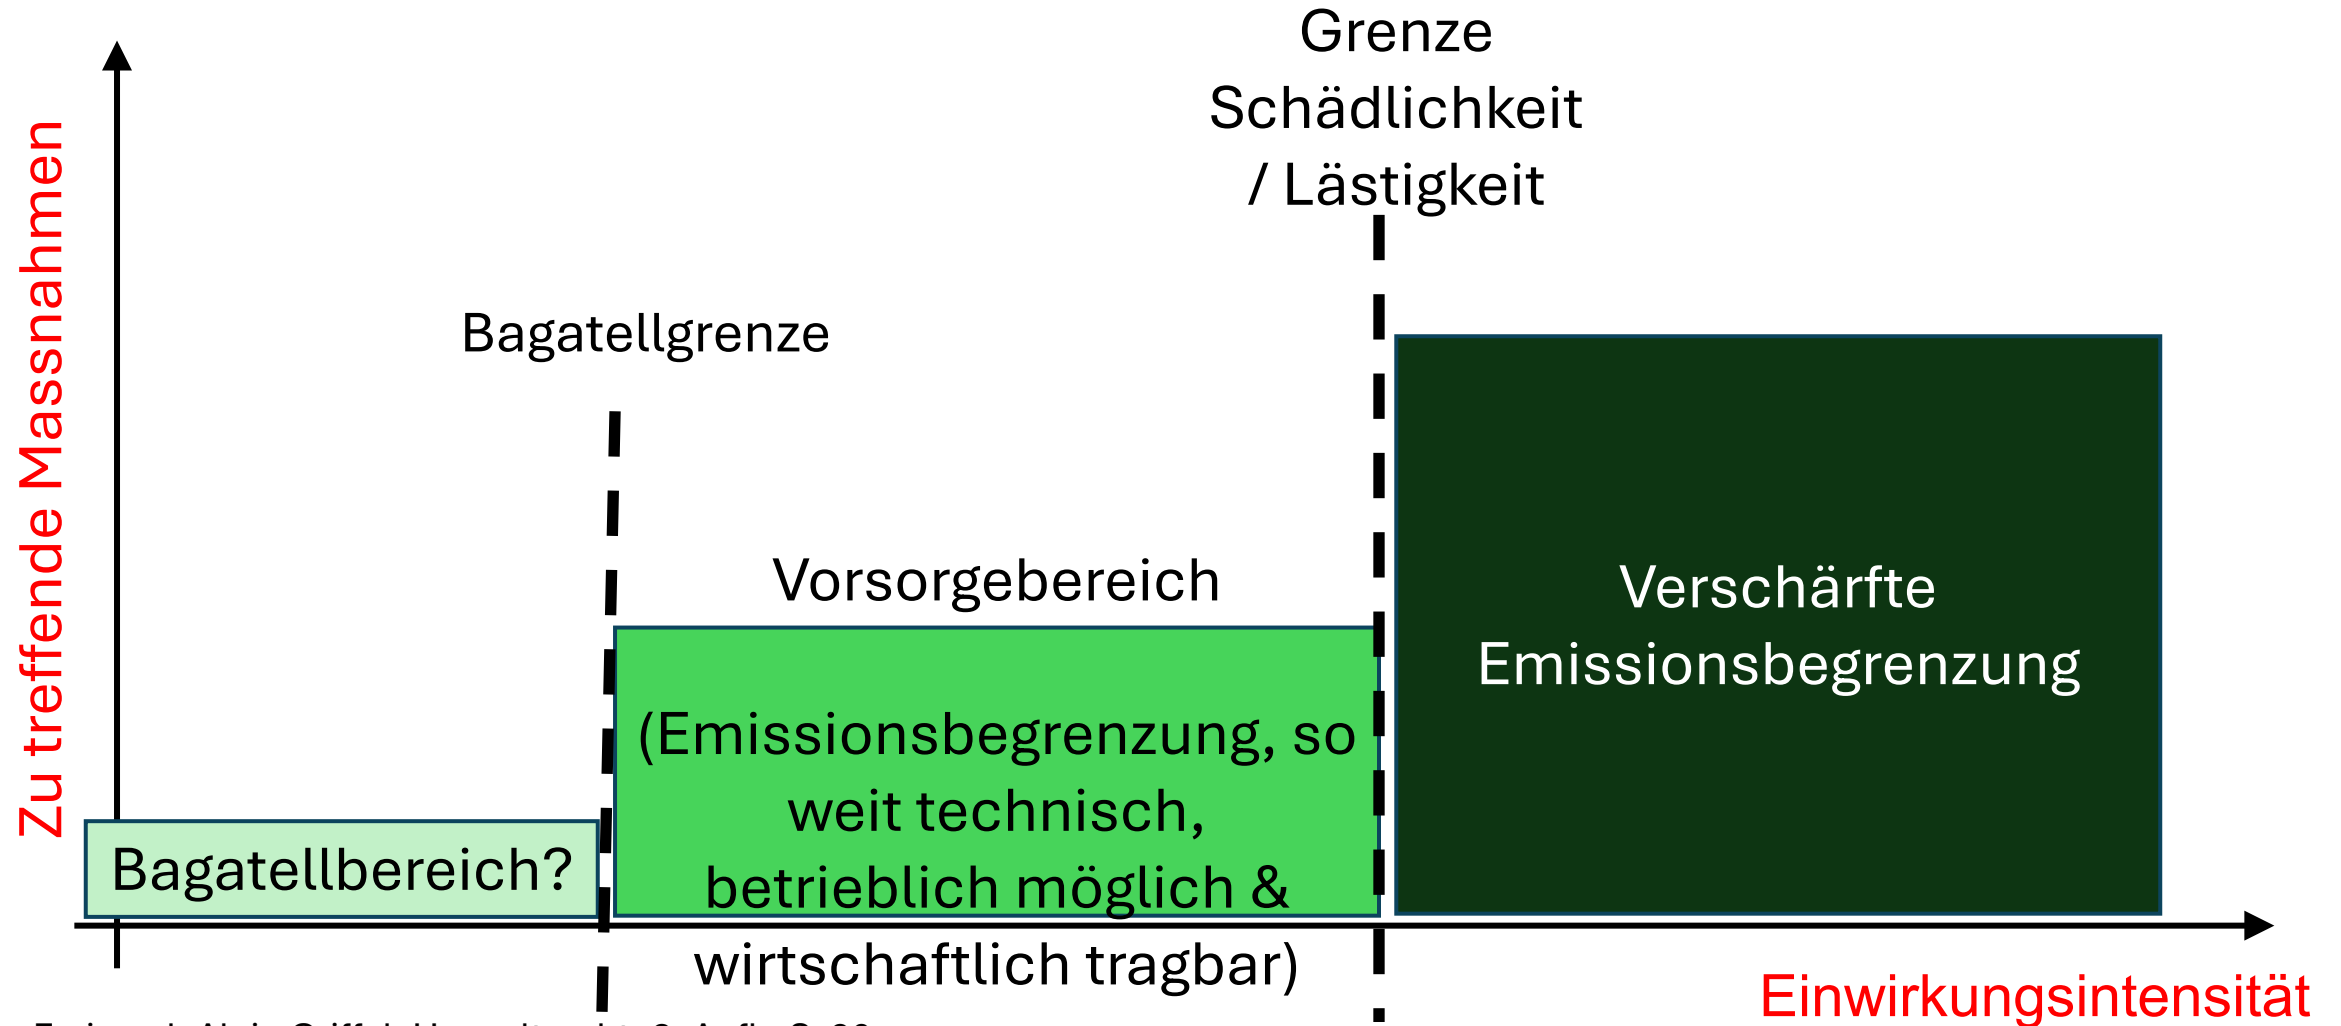 Grenze
Schädlichkeit
/ Lästigkeit
Zu treffende Massnahmen
Bagatellgrenze
Vorsorgebereich
(Emissionsbegrenzung, so
weit technisch,
betrieblich möglich &
wirtschaftlich tragbar)
Verschärfte
Emissionsbegrenzung
Bagatellbereich?
Einwirkungsintensität